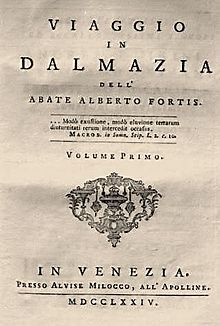 VIAGGIO
IN
DALMAZIA
DELL'
ABATE ALBERTO FORTIS.
... Modò exustione, modò eluvione terrarum
diuturnitati rerum intercedit occasus.
MACROB. in Somn. Scip. L. 2. c. 10.
VOLUME PRIMO.
IN VENEZIA.
PRESSO ALVISE MILOCCO, ALL' APOLLINE.
MDCCLXXIV.